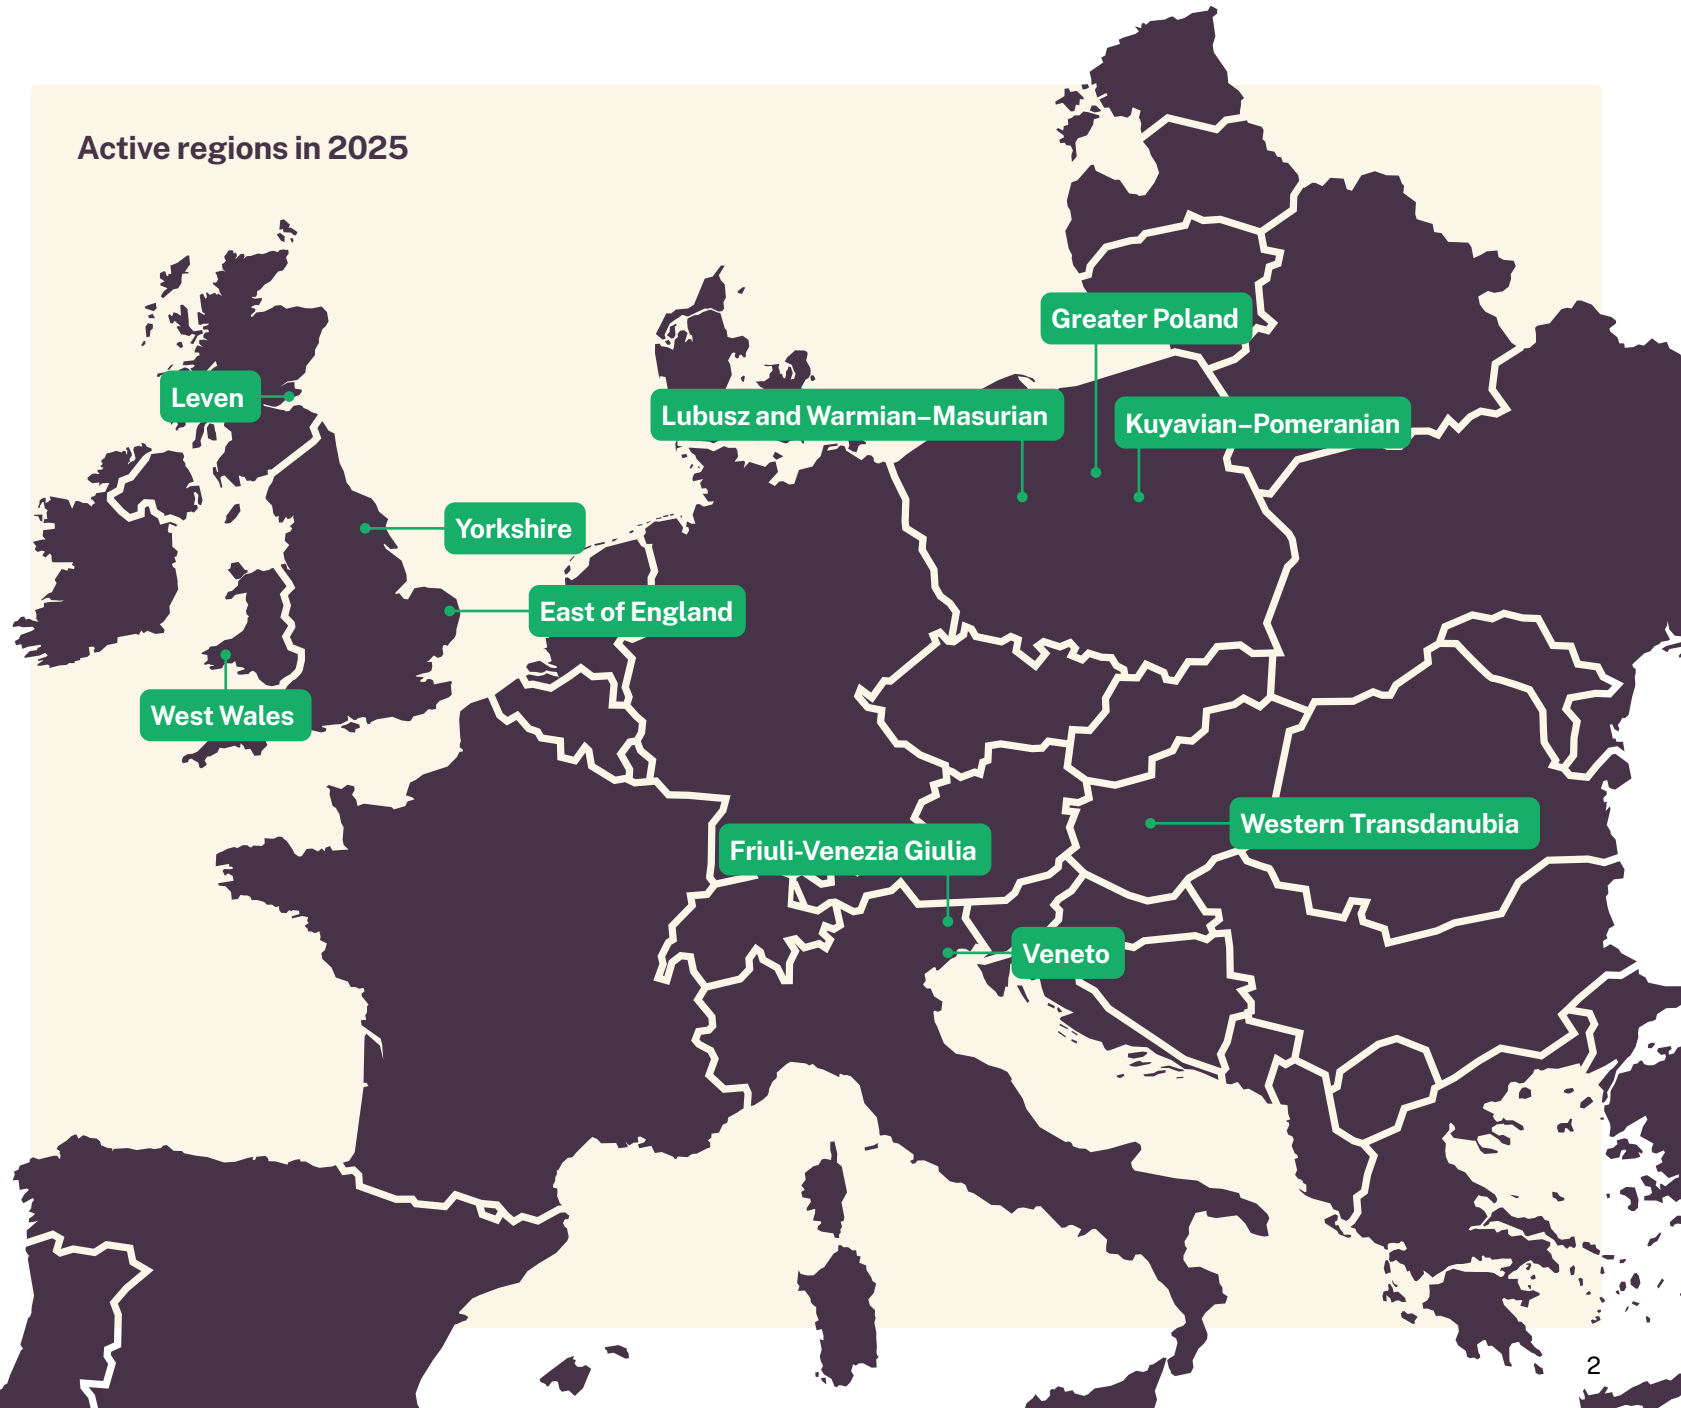 Active regions in 2025
Greater Poland
Leven
Lubusz and Warmian–Masurian
Kuyavian–Pomeranian
Yorkshire
East of England
West Wales
Western Transdanubia
Friuli-Venezia Giulia
Veneto
2